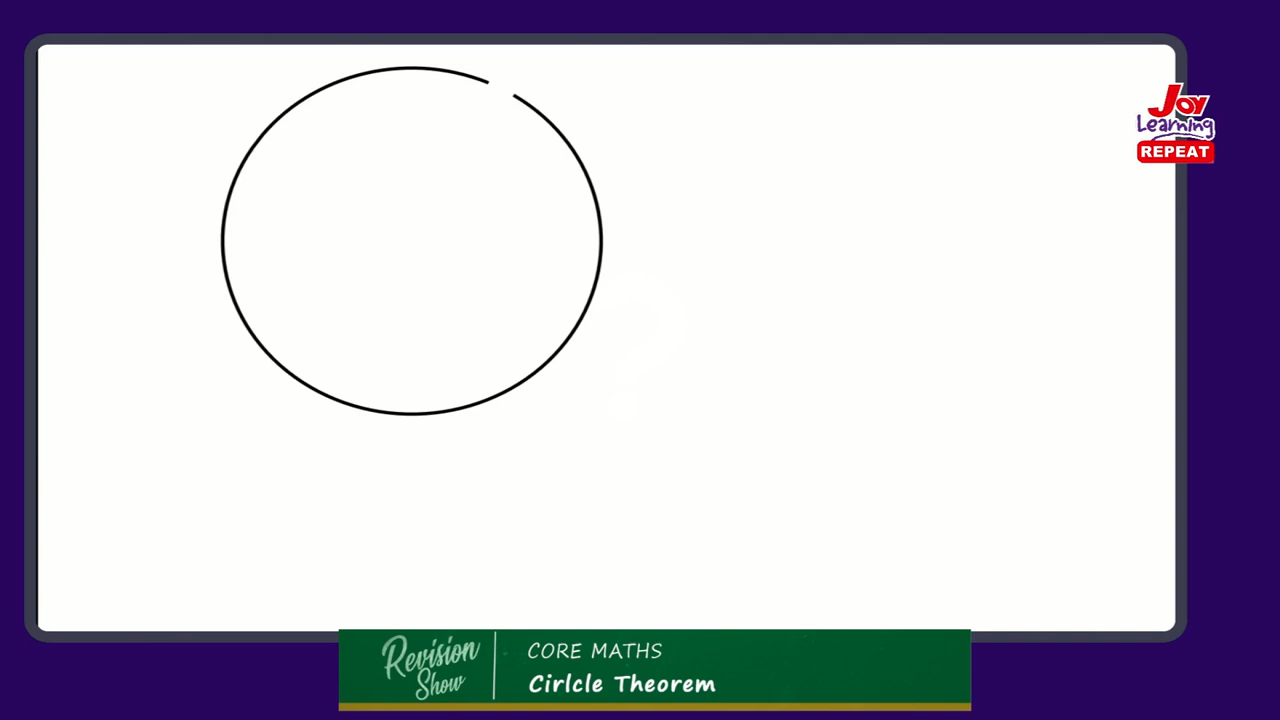 Joy
Learning
REPEAT
Revision
Show
CORE MATHS
Cirlcle Theorem